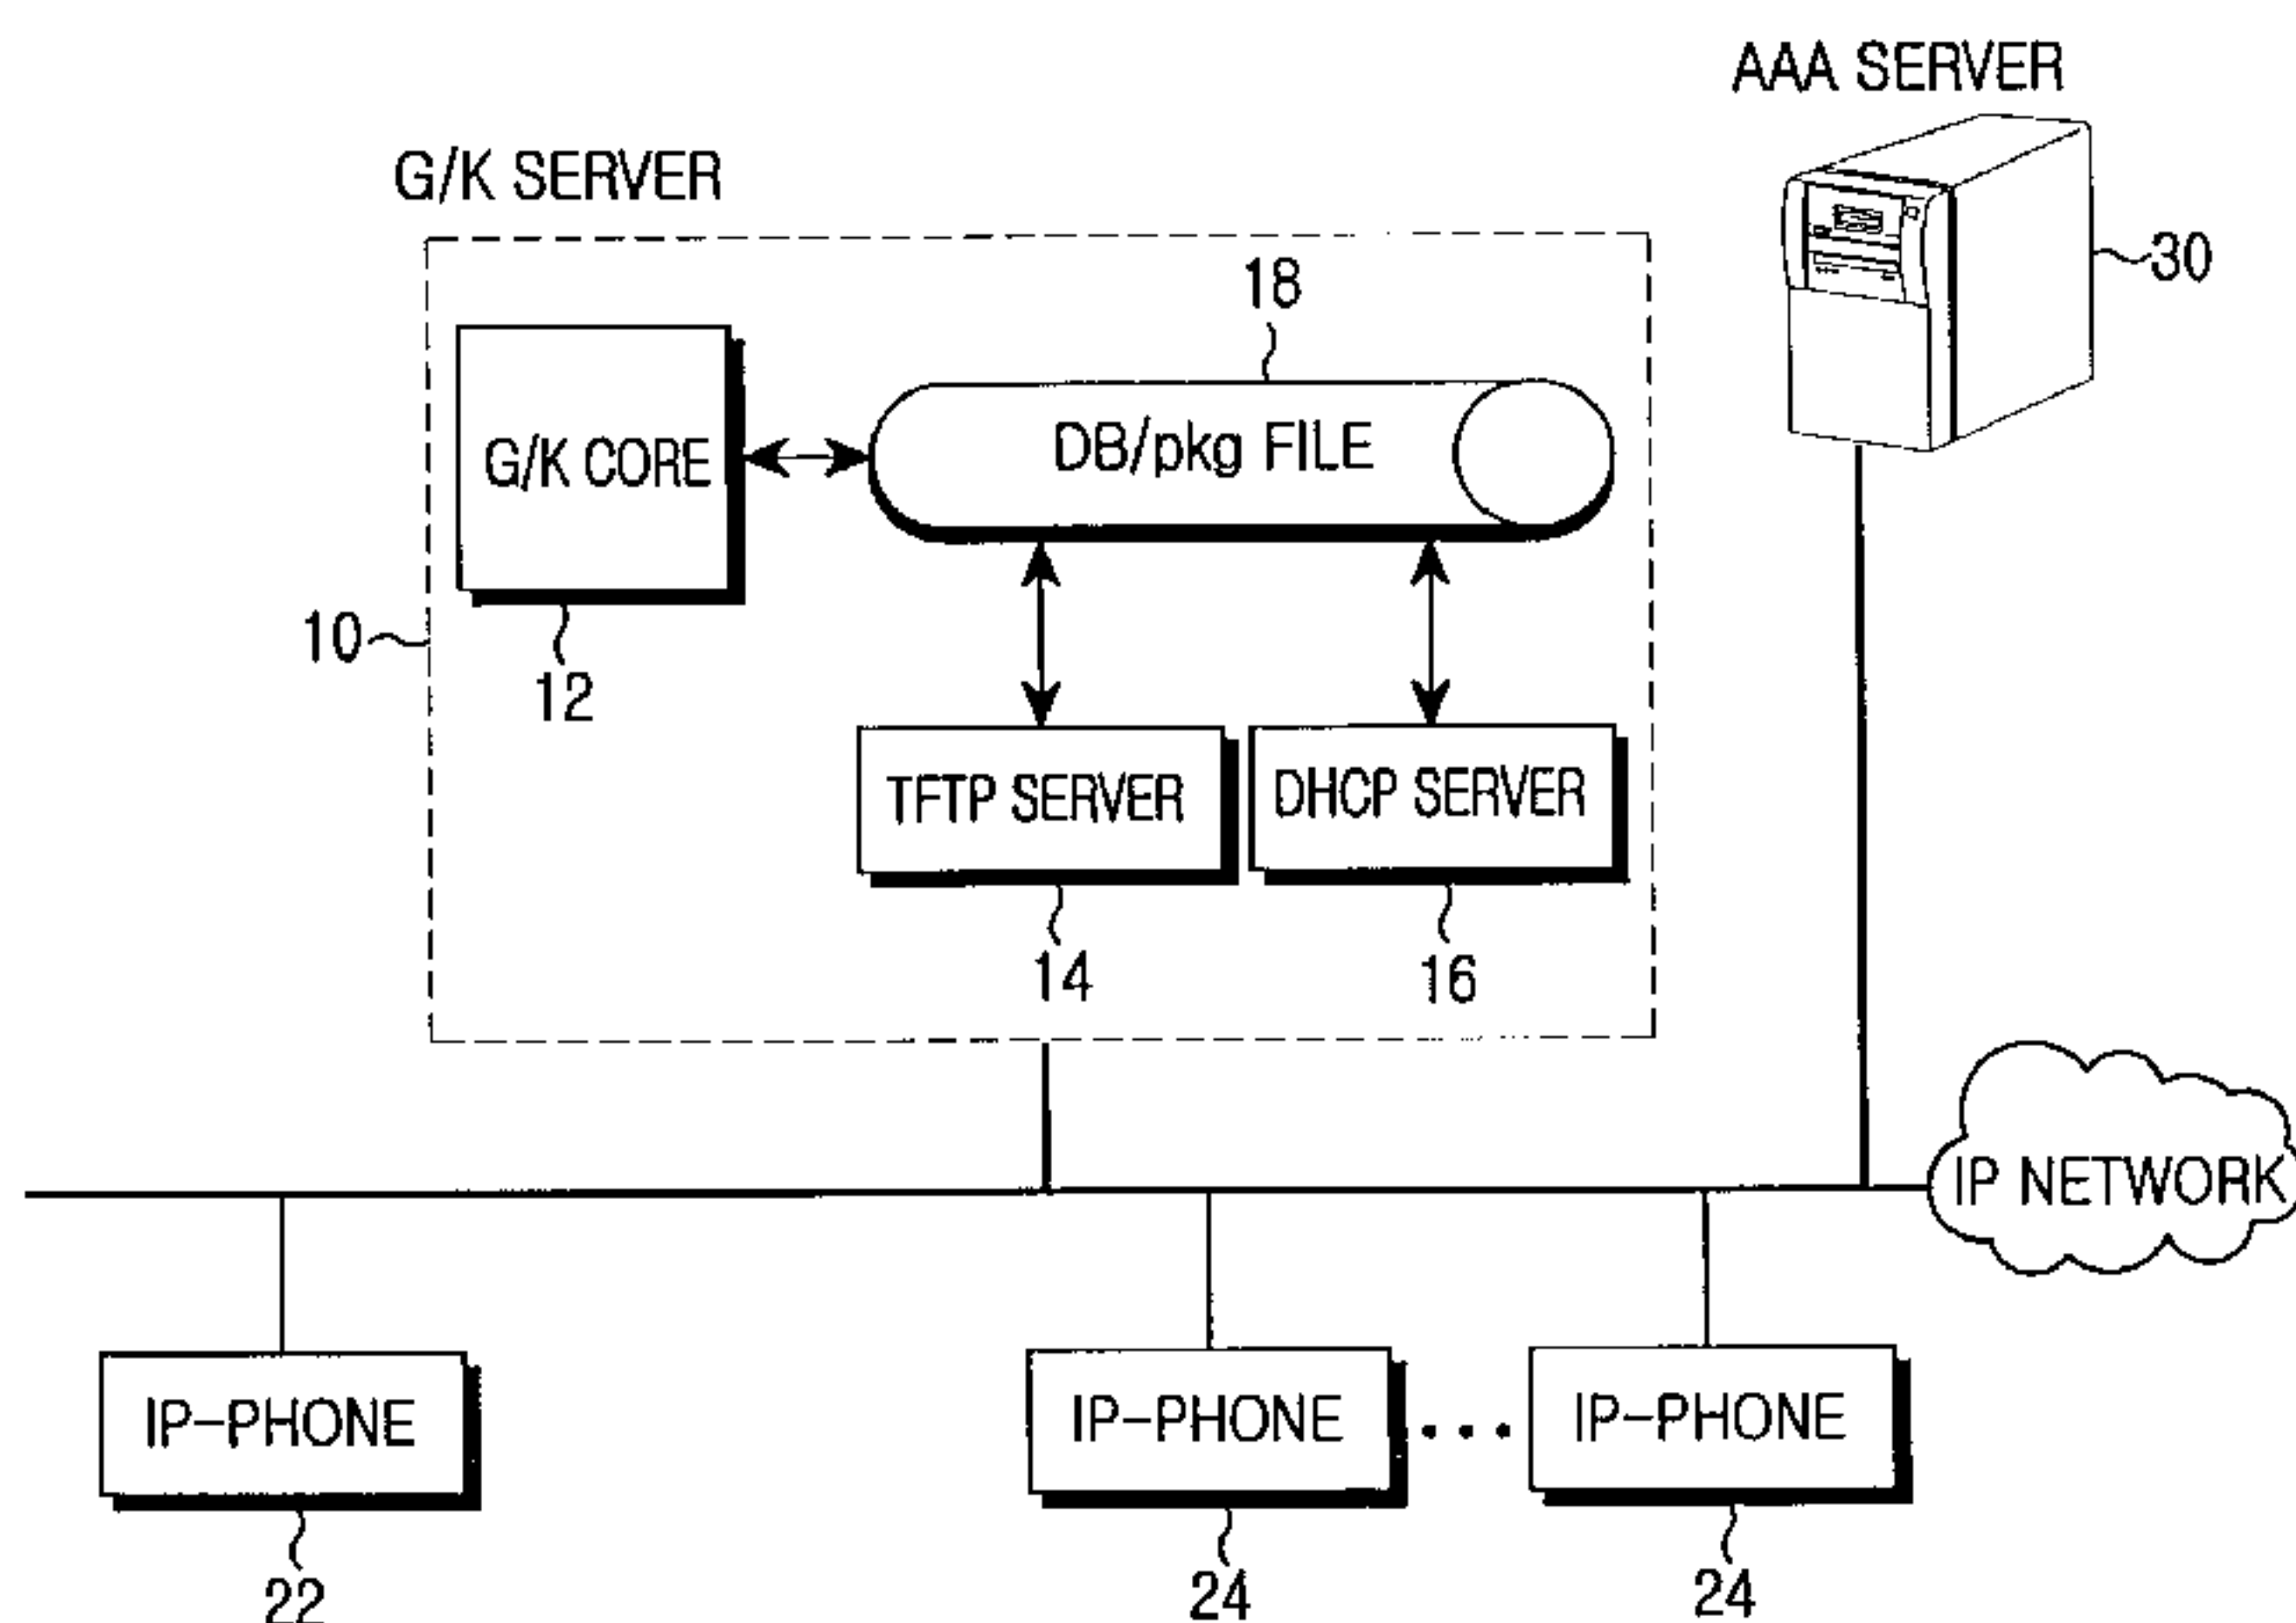 AAA SERVER
G/K SERVER
30
18
G/K CORE
DB/pkg FILE
10
12
TFTP SERVER
DHCP SERVER
14
16
IP NETWORK
IP-PHONE
IP-PHONE
...
IP-PHONE
22
24
24